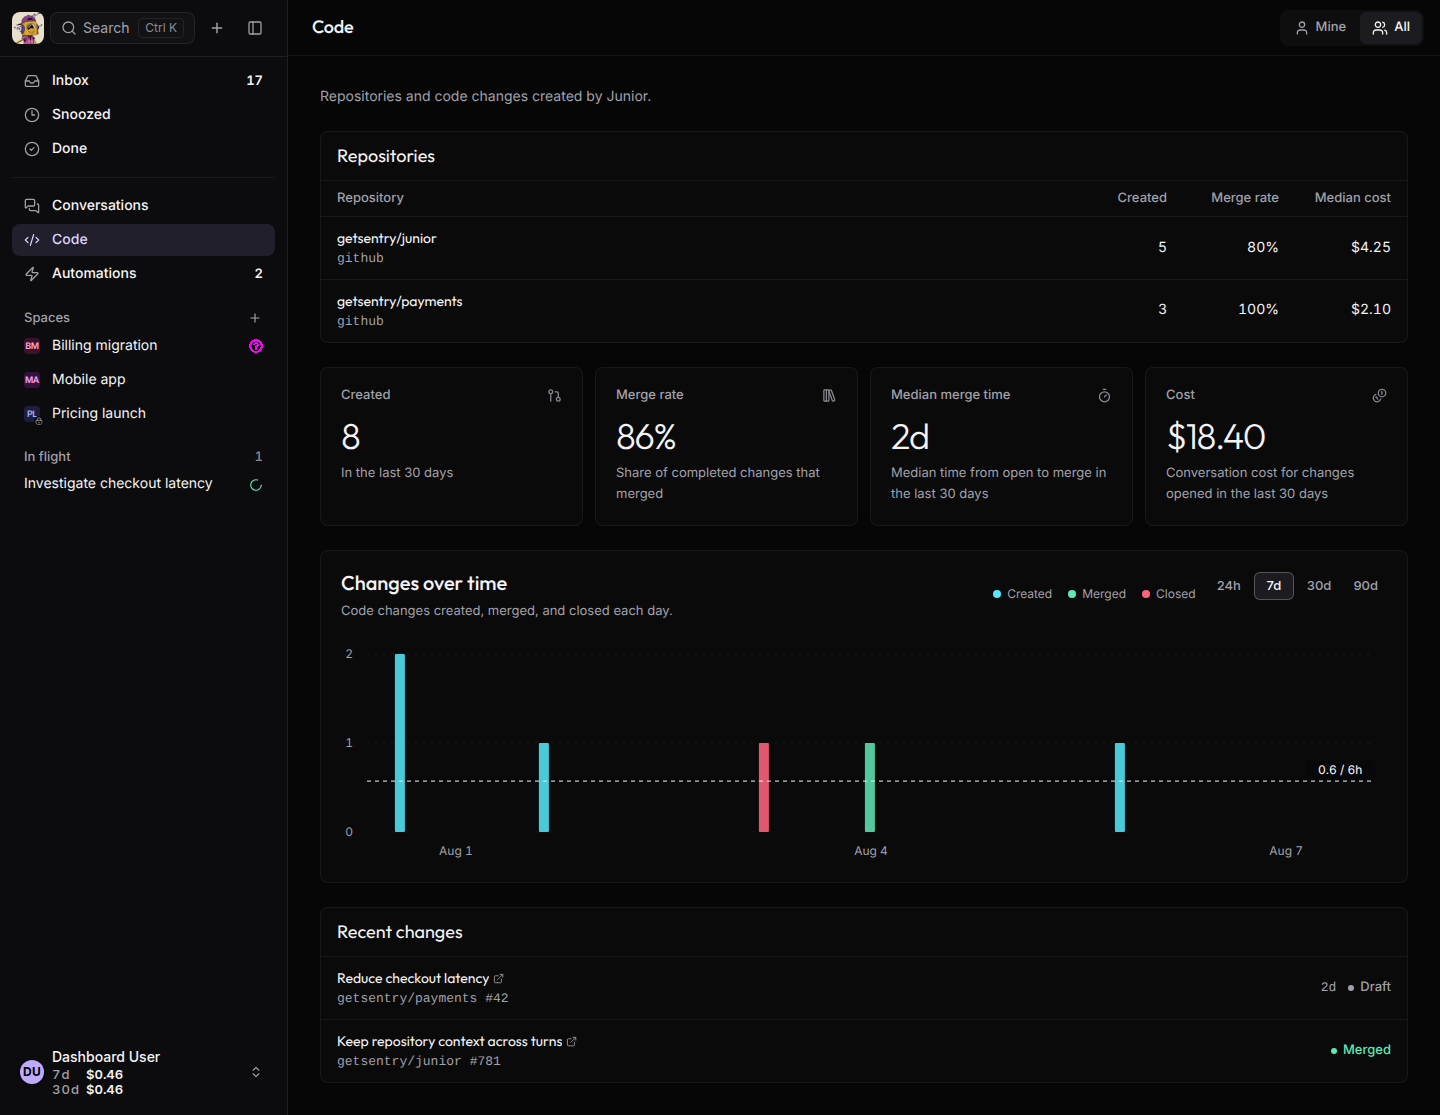 Search Ctrl K
Inbox 17
Snoozed
Done
Conversations
Code
Automations 2
Spaces
BM Billing migration
MA Mobile app
PL Pricing launch
In flight 1
Investigate checkout latency
DU Dashboard User
7d $0.46
30d $0.46
Code
Mine All
Repositories and code changes created by Junior.
Repositories
Repository Created Merge rate Median cost
getsentry/junior 5 80% $4.25
github
getsentry/payments 3 100% $2.10
github
Created
8
In the last 30 days
Merge rate
86%
Share of completed changes that
merged
Median merge time
2d
Median time from open to merge in
the last 30 days
Cost
$18.40
Conversation cost for changes
opened in the last 30 days
Changes over time
Code changes created, merged, and closed each day.
Created Merged Closed
24h 7d 30d 90d
2
1
0.6 / 6h
0
Aug 1 Aug 4 Aug 7
Recent changes
Reduce checkout latency
getsentry/payments #42
2d Draft
Keep repository context across turns
getsentry/junior #781
Merged